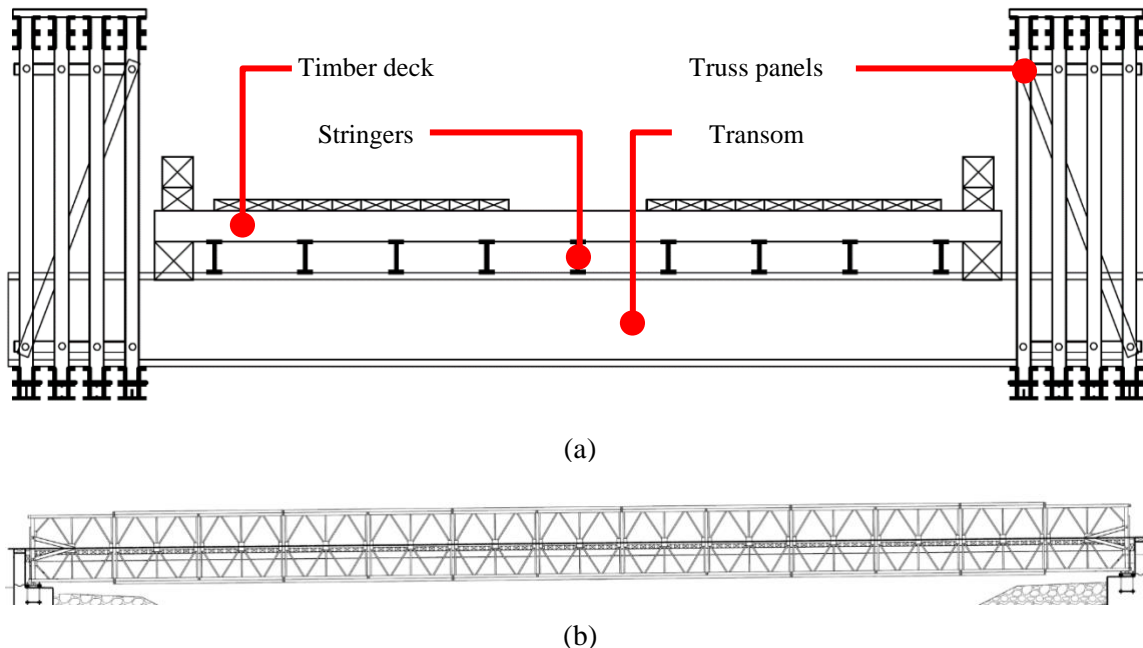 Timber deck
Truss panels
Stringers
Transom
(a)
(b)